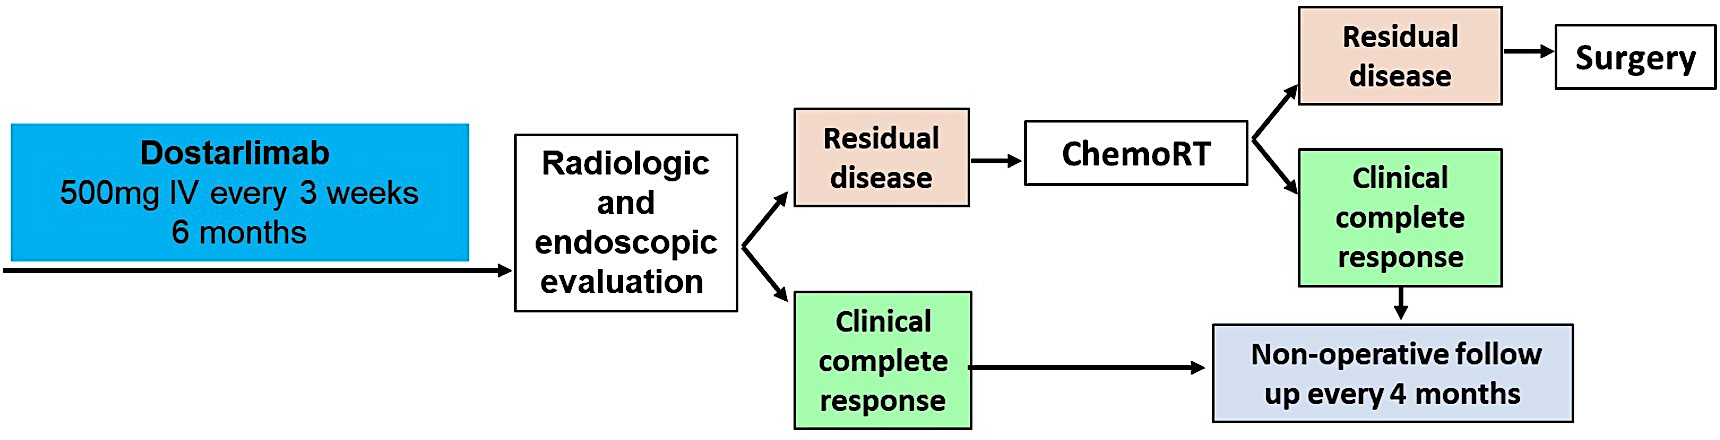 Dostarlimab
500mg IV every 3 weeks
6 months
Radiologic
and
endoscopic
evaluation
Residual
disease
ChemoRT
Residual
disease
Surgery
Clinical
complete
response
Clinical
complete
response
Non-operative follow
up every 4 months